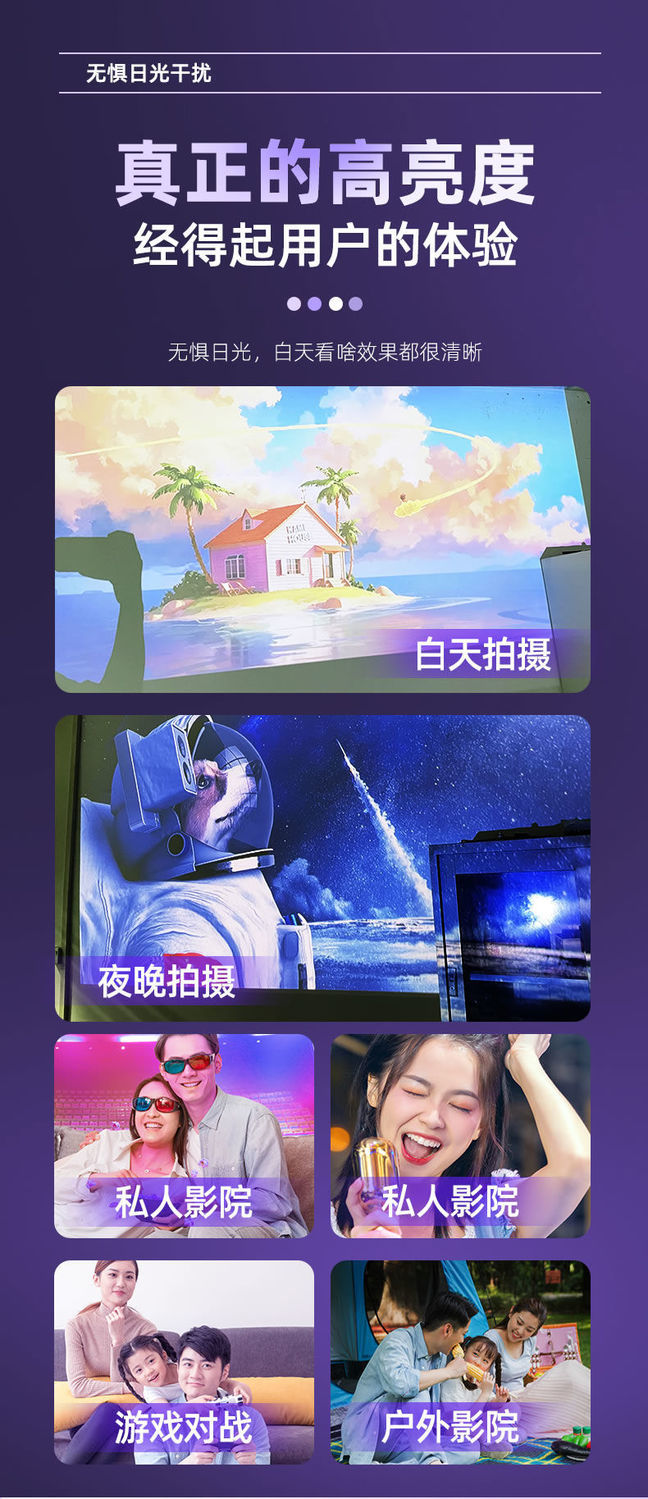 无惧日光干扰
真正的高亮度
经得起用户的体验
无惧日光，白天看啥效果都很清晰
KAME
HOUSE
白天拍摄
夜晚拍摄
私人影院
私人影院
游戏对战
户外影院